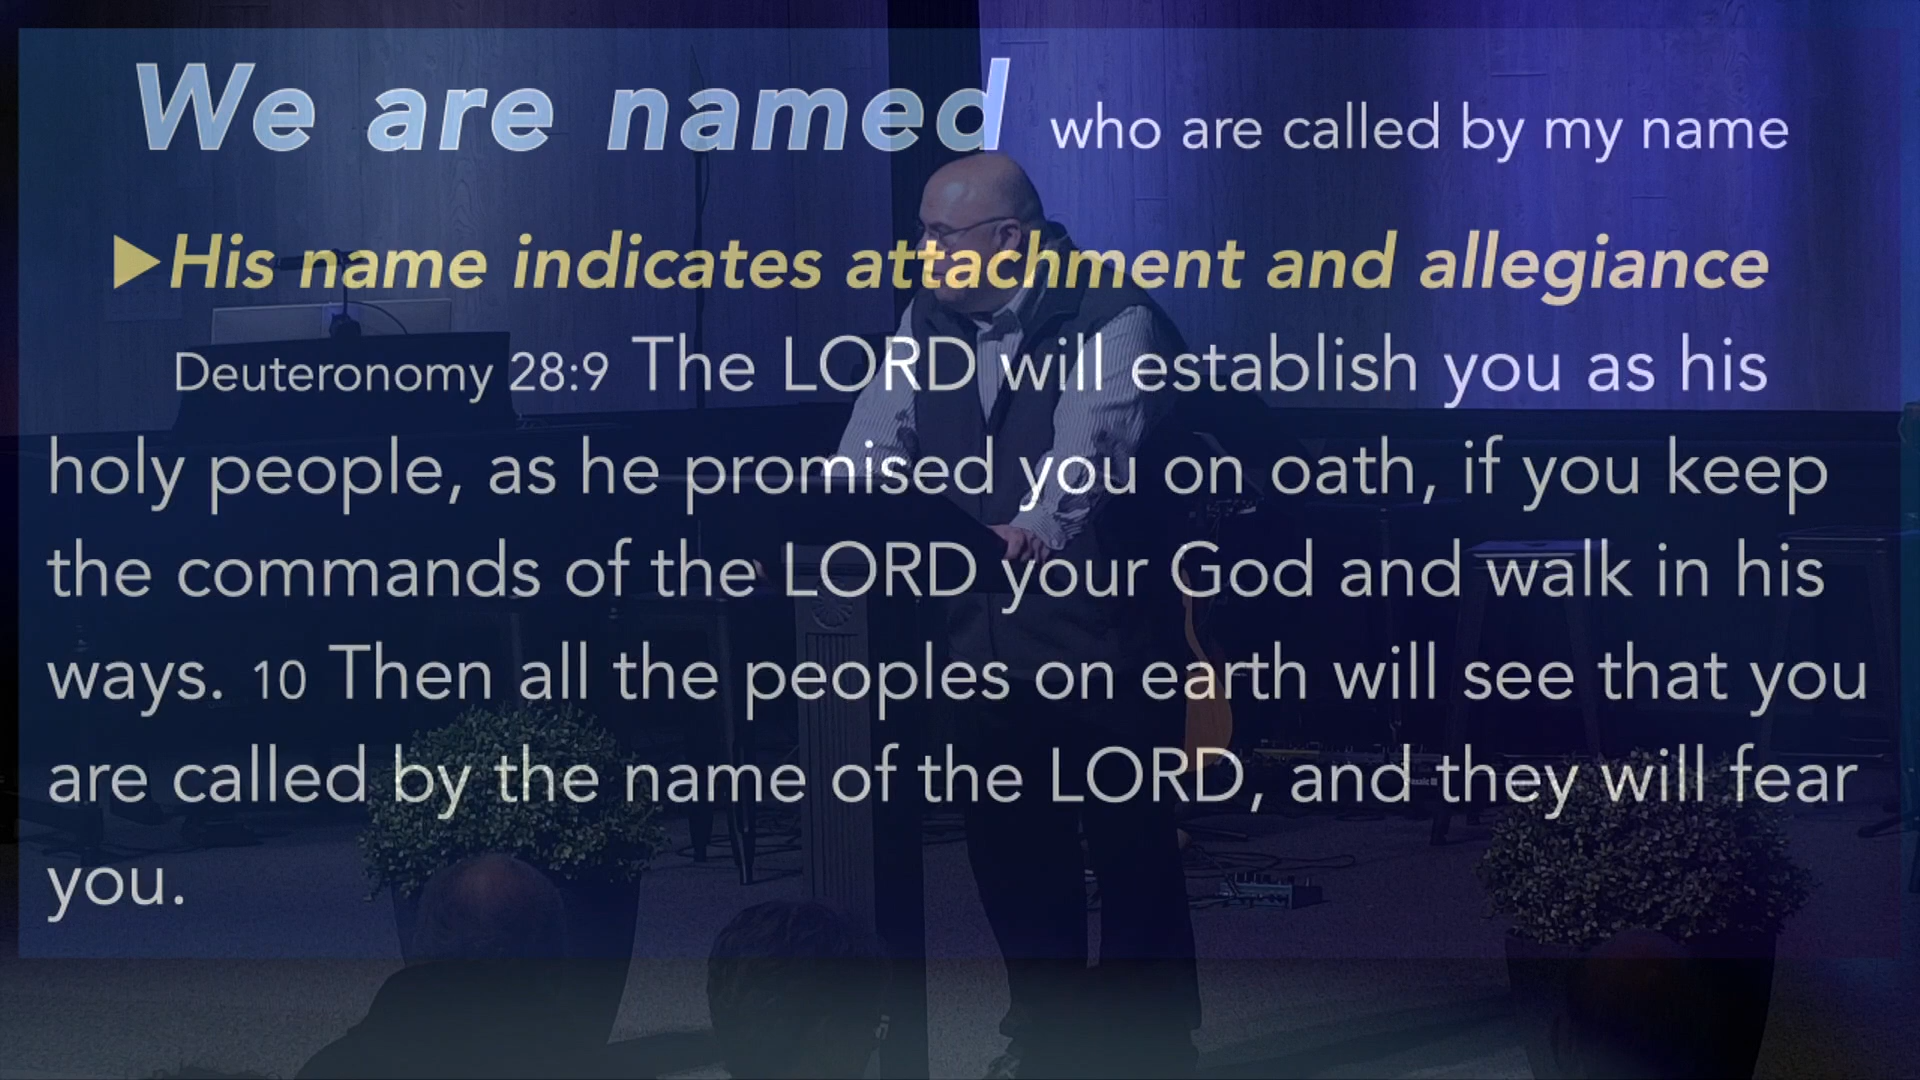 We are named who are called by my name
▶His name indicates attachment and allegiance
Deuteronomy 28:9 The LORD will establish you as his
holy people, as he promised you on oath, if you keep
the commands of the LORD your God and walk in his
ways. 10 Then all the peoples on earth will see that you
are called by the name of the LORD, and they will fear
you.